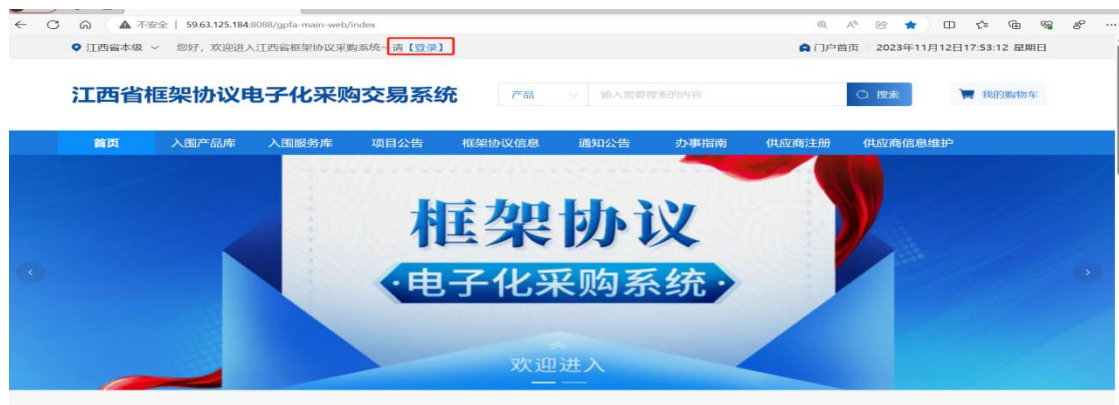 不安全 | 59.63.125.184:8088/gpfa-main-web/index
江西省本级 您好，欢迎进入江西省框架协议采购系统~ 请【登录】 门户首页 2023年11月12日17:53:12 星期日
江西省框架协议电子化采购交易系统 产品 输入需要搜索的内容 搜索 我的购物车
首页 入围产品库 入围服务库 项目公告 框架协议信息 通知公告 办事指南 供应商注册 供应商信息维护
框架协议
·电子化采购系统·
欢迎进入